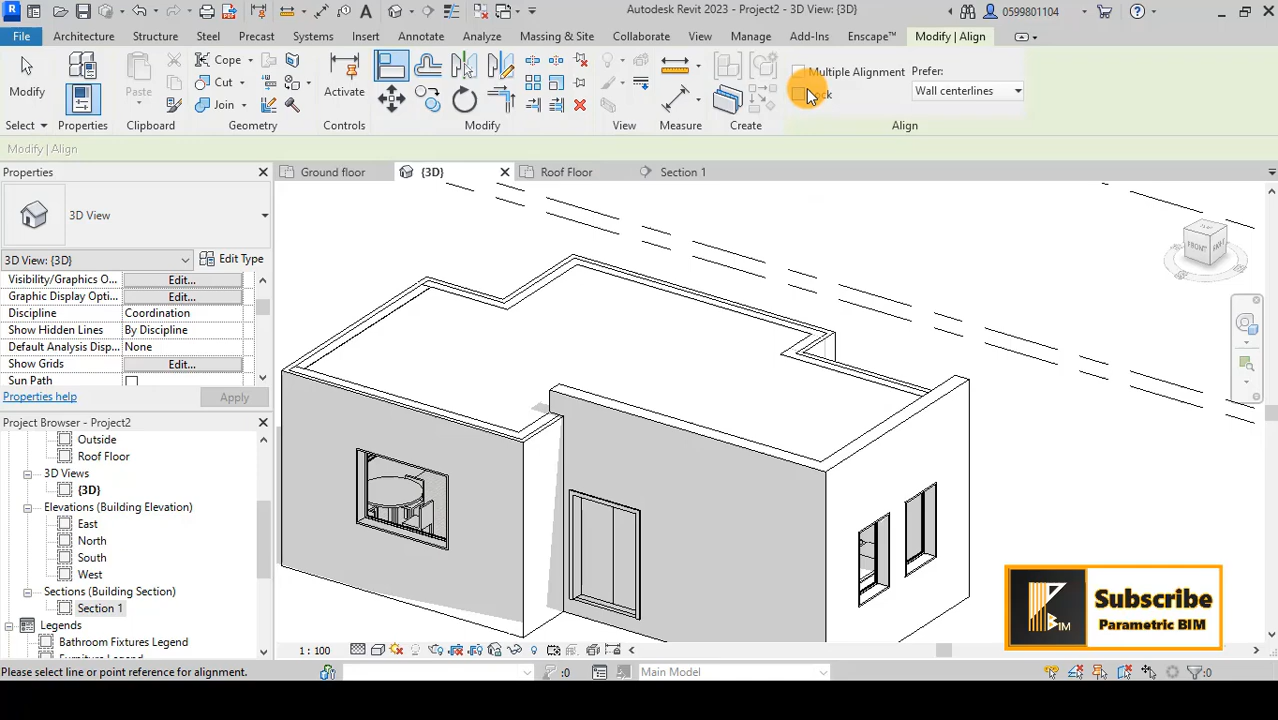 Autodesk Revit 2023 - Project2 - 3D View: {3D}
0599801104
File Architecture Structure Steel Precast Systems Insert Annotate Analyze Massing & Site Collaborate View Manage Add-Ins Enscape™ Modify | Align
Modify
Paste
Cope
Cut
Join
Activate
Multiple Alignment
Prefer:
Wall centerlines
Select Properties Clipboard Geometry Controls Modify View Measure Create Align
Modify | Align
Properties
Ground floor {3D} Roof Floor Section 1
3D View
3D View: {3D} Edit Type
Visibility/Graphics O... Edit...
Graphic Display Opti... Edit...
Discipline Coordination
Show Hidden Lines By Discipline
Default Analysis Disp... None
Show Grids Edit...
Sun Path
Properties help Apply
Project Browser - Project2
Outside
Roof Floor
3D Views
{3D}
Elevations (Building Elevation)
East
North
South
West
Sections (Building Section)
Section 1
Legends
Bathroom Fixtures Legend
FRONT
BIM
Subscribe
Parametric BIM
1 : 100
Please select line or point reference for alignment.
:0
Main Model
:0